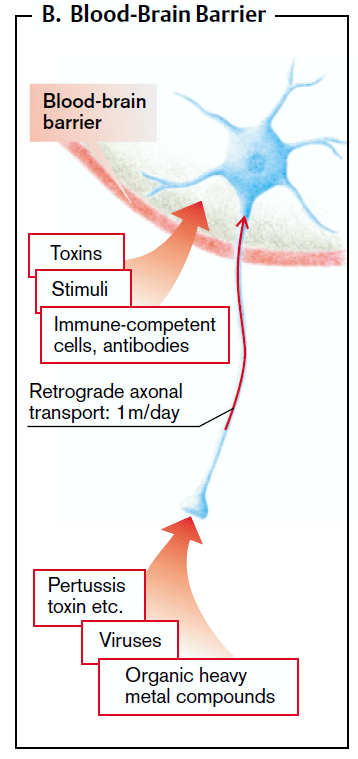 B. Blood-Brain Barrier
Blood-brain
barrier
Toxins
Stimuli
Immune-competent
cells, antibodies
Retrograde axonal
transport: 1m/day
Pertussis
toxin etc.
Viruses
Organic heavy
metal compounds